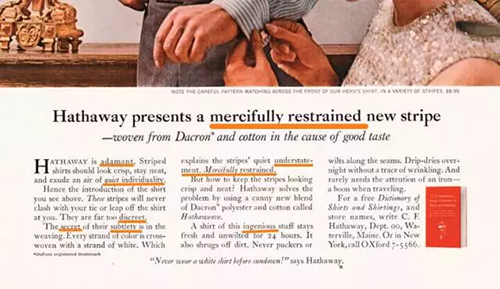 NOTE THE CAREFUL PATTERN MATCHING ACROSS THE FRONT OF OUR HERO'S SHIRT. IN A VARIETY OF STRIPES, $8.95
Hathaway presents a mercifully restrained new stripe
—woven from Dacron* and cotton in the cause of good taste
HATHAWAY is adamant. Striped
shirts should look crisp, stay neat,
and exude an air of quiet individuality.
Hence the introduction of the shirt
you see above. These stripes will never
clash with your tie or leap off the shirt
at you. They are far too discreet.
The secret of their subtlety is in the
weaving. Every strand of color is cross-
woven with a strand of white. Which
*DuPont registered trademark
explains the stripes' quiet understate-
ment. Mercifully restrained.
But how to keep the stripes looking
crisp and neat? Hathaway solves the
problem by using a canny new blend
of Dacron* polyester and cotton called
Hathanouvo.
A shirt of this ingenious stuff stays
fresh and unwilted for 24 hours. It
also shrugs off dirt. Never puckers or
wilts along the seams. Drip-dries over-
night without a trace of wrinkling. And
rarely needs the attention of an iron—
a boon when traveling.
For a free Dictionary of
Shirts and Shirtings, and
store names, write C. F.
Hathaway, Dept. 00, Wa-
terville, Maine. Or in New
York, call OXford 7-5566.
"Never wear a white shirt before sundown!" says Hathaway.